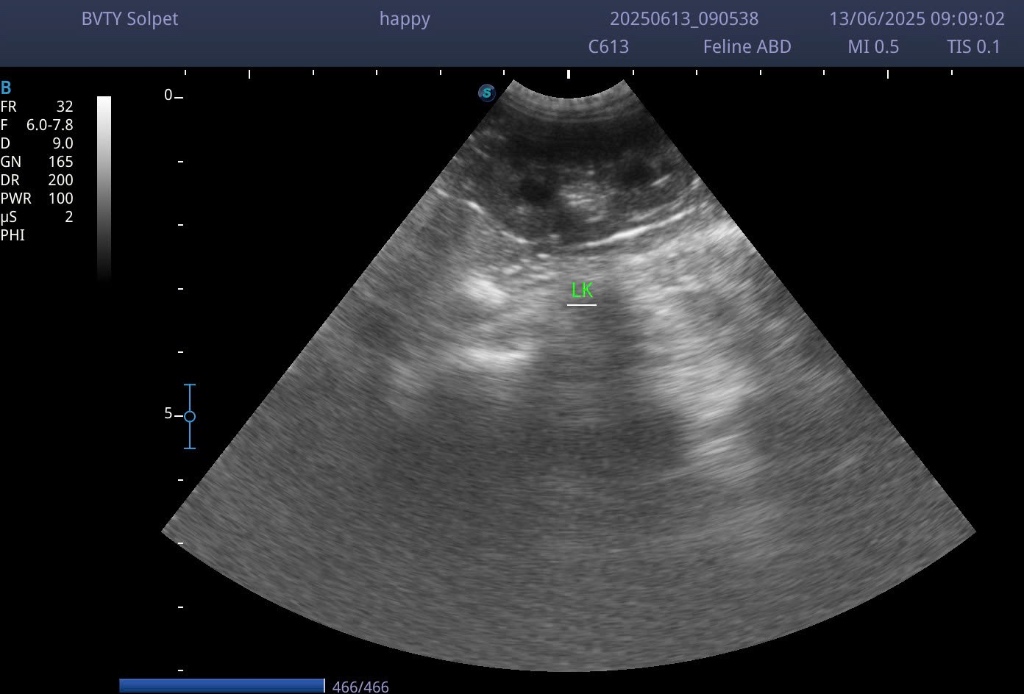 BVTY Solpet happy 20250613_090538 13/06/2025 09:09:02
C613 Feline ABD MI 0.5 TIS 0.1
B
FR 32
F 6.0-7.8
D 9.0
GN 165
DR 200
PWR 100
µS 2
PHI
0
S
LK
5
466/466